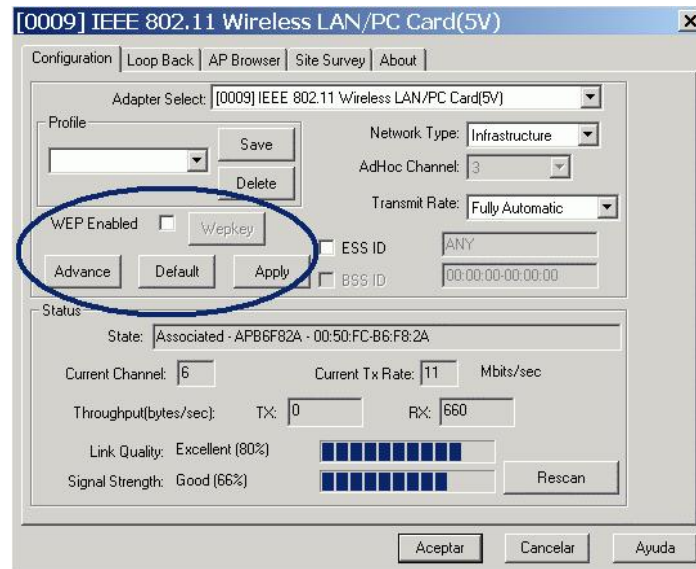 [0009] IEEE 802.11 Wireless LAN/PC Card(5V)
Configuration Loop Back AP Browser Site Survey About
Adapter Select: [0009] IEEE 802.11 Wireless LAN/PC Card(5V)
Profile
Save
Delete
Network Type: Infrastructure
AdHoc Channel: 3
Transmit Rate: Fully Automatic
WEP Enabled Wepkey
ESS ID ANY
Advance Default Apply
BSS ID 00:00:00-00:00:00
Status
State: Associated - APB6F82A - 00:50:FC-B6:F8:2A
Current Channel: 6 Current Tx Rate: 11 Mbits/sec
Throughput(bytes/sec): TX: 0 RX: 660
Link Quality: Excellent (80%)
Signal Strength: Good (66%)
Rescan
Aceptar Cancelar Ayuda